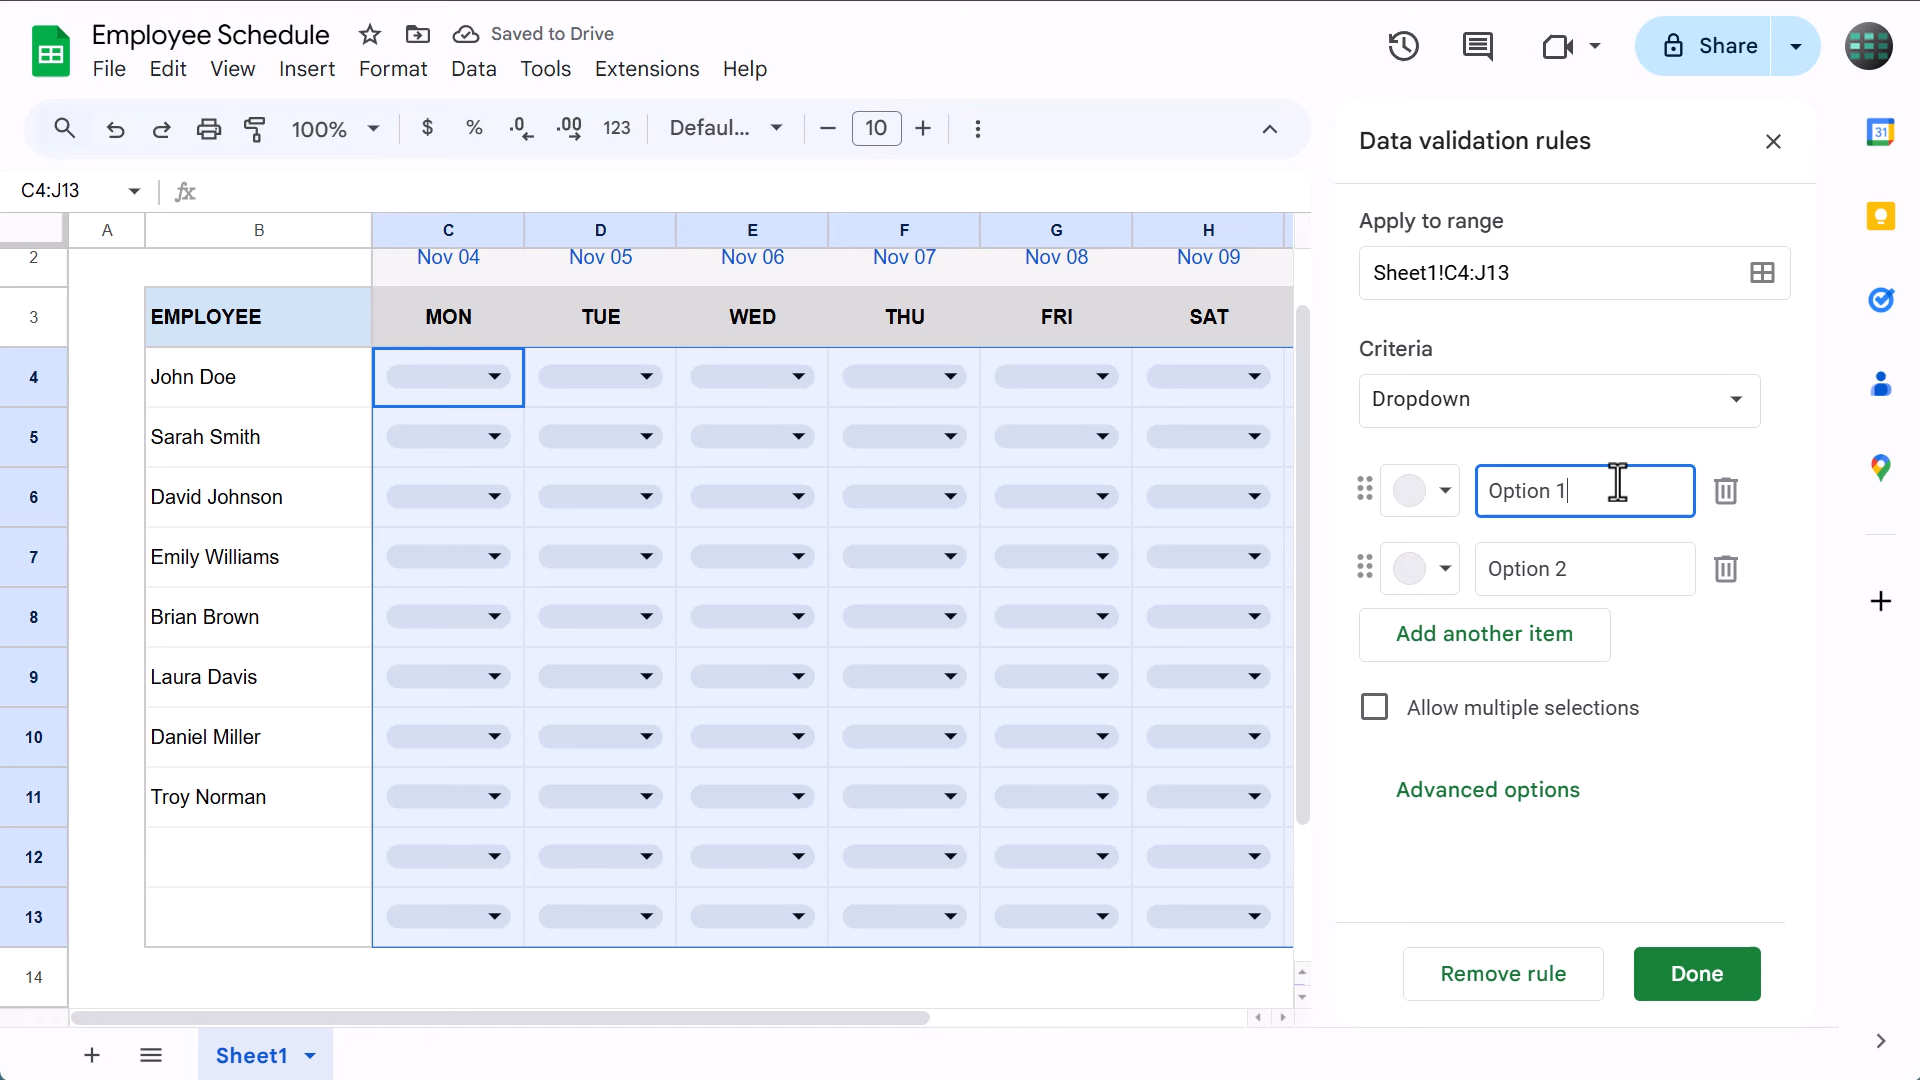 Employee Schedule
Saved to Drive
Share
File Edit View Insert Format Data Tools Extensions Help
100% $ % .0 .00 123 Defaul... − 10 +
C4:J13 fx
A B C D E F G H
2 Nov 04 Nov 05 Nov 06 Nov 07 Nov 08 Nov 09
3 EMPLOYEE MON TUE WED THU FRI SAT
4 John Doe
5 Sarah Smith
6 David Johnson
7 Emily Williams
8 Brian Brown
9 Laura Davis
10 Daniel Miller
11 Troy Norman
12
13
14
+ Sheet1
Data validation rules
Apply to range
Sheet1!C4:J13
Criteria
Dropdown
Option 1
Option 2
Add another item
Allow multiple selections
Advanced options
Remove rule Done
31